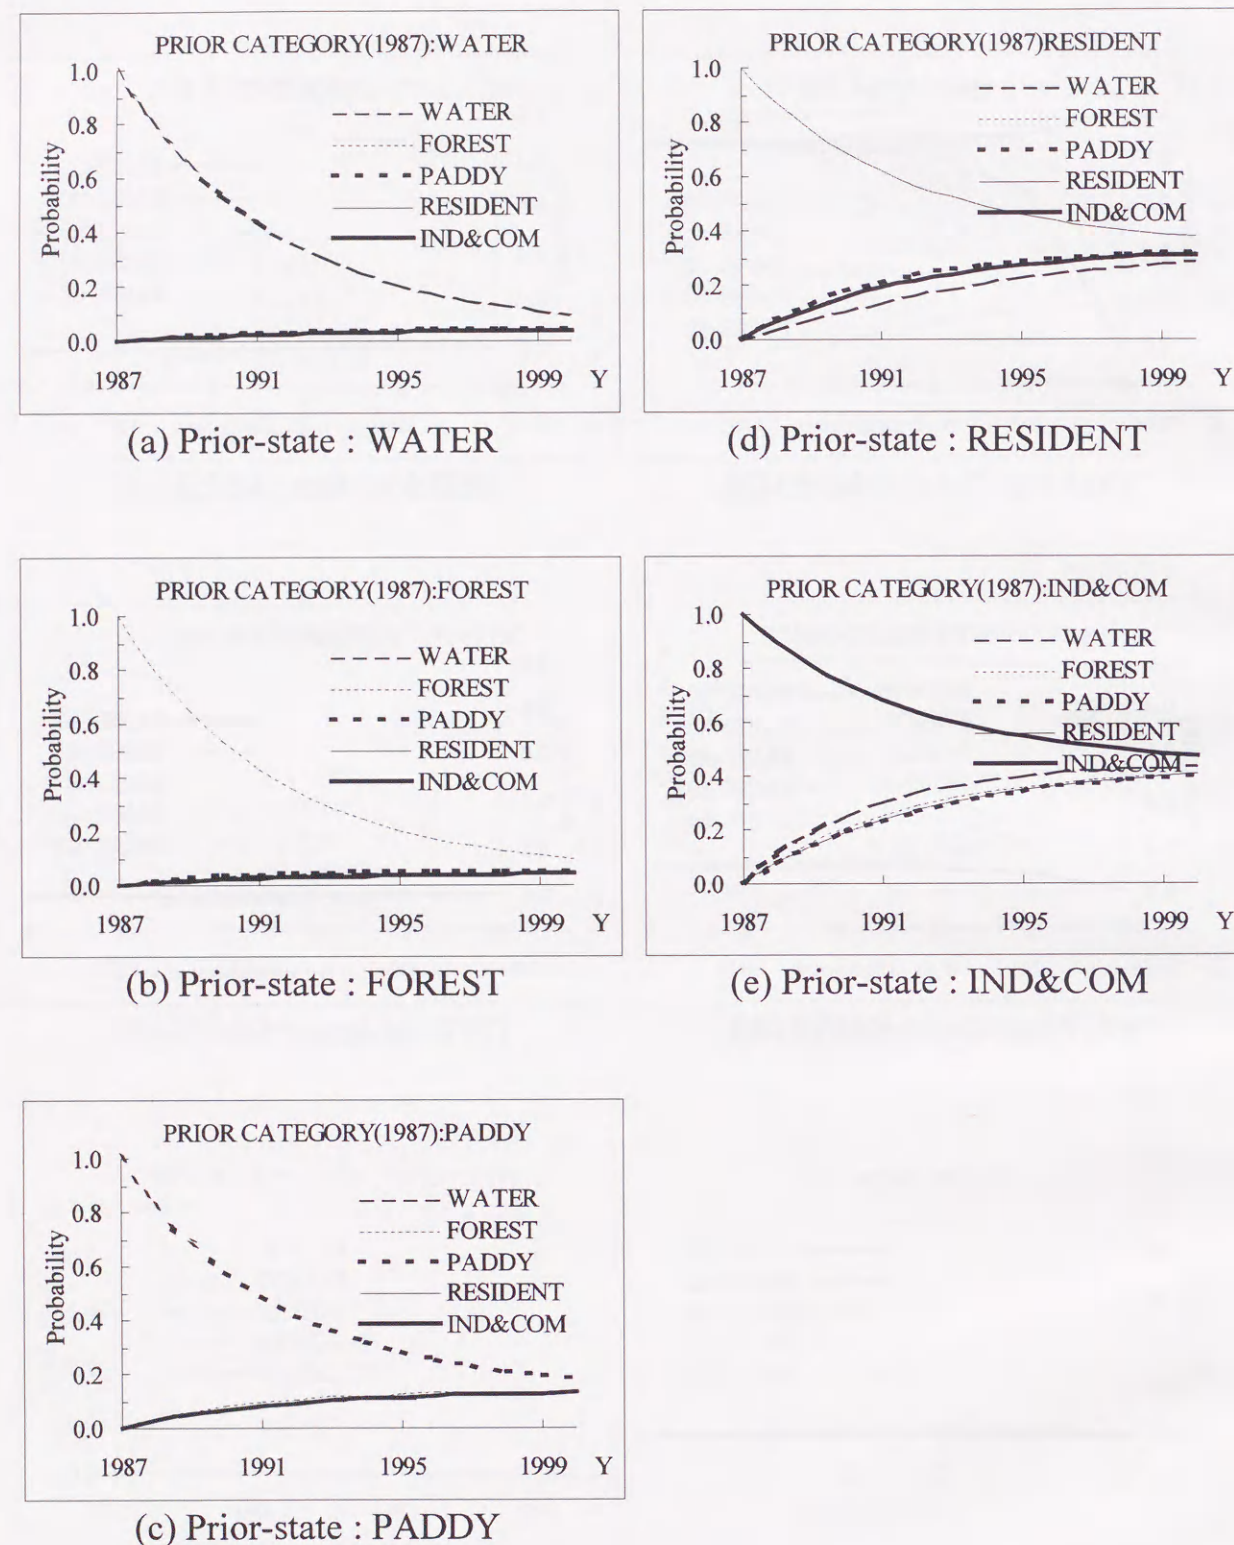 PRIOR CATEGORY(1987):WATER
Probability
1.0
0.8
0.6
0.4
0.2
0.0
WATER
FOREST
PADDY
RESIDENT
IND&COM
1987 1991 1995 1999 Y
(a) Prior-state : WATER
PRIOR CATEGORY(1987)RESIDENT
Probability
1.0
0.8
0.6
0.4
0.2
0.0
WATER
FOREST
PADDY
RESIDENT
IND&COM
1987 1991 1995 1999 Y
(d) Prior-state : RESIDENT
PRIOR CATEGORY(1987):FOREST
Probability
1.0
0.8
0.6
0.4
0.2
0.0
WATER
FOREST
PADDY
RESIDENT
IND&COM
1987 1991 1995 1999 Y
(b) Prior-state : FOREST
PRIOR CATEGORY(1987):IND&COM
Probability
1.0
0.8
0.6
0.4
0.2
0.0
WATER
FOREST
PADDY
RESIDENT
IND&COM
1987 1991 1995 1999 Y
(e) Prior-state : IND&COM
PRIOR CATEGORY(1987):PADDY
Probability
1.0
0.8
0.6
0.4
0.2
0.0
WATER
FOREST
PADDY
RESIDENT
IND&COM
1987 1991 1995 1999 Y
(c) Prior-state : PADDY